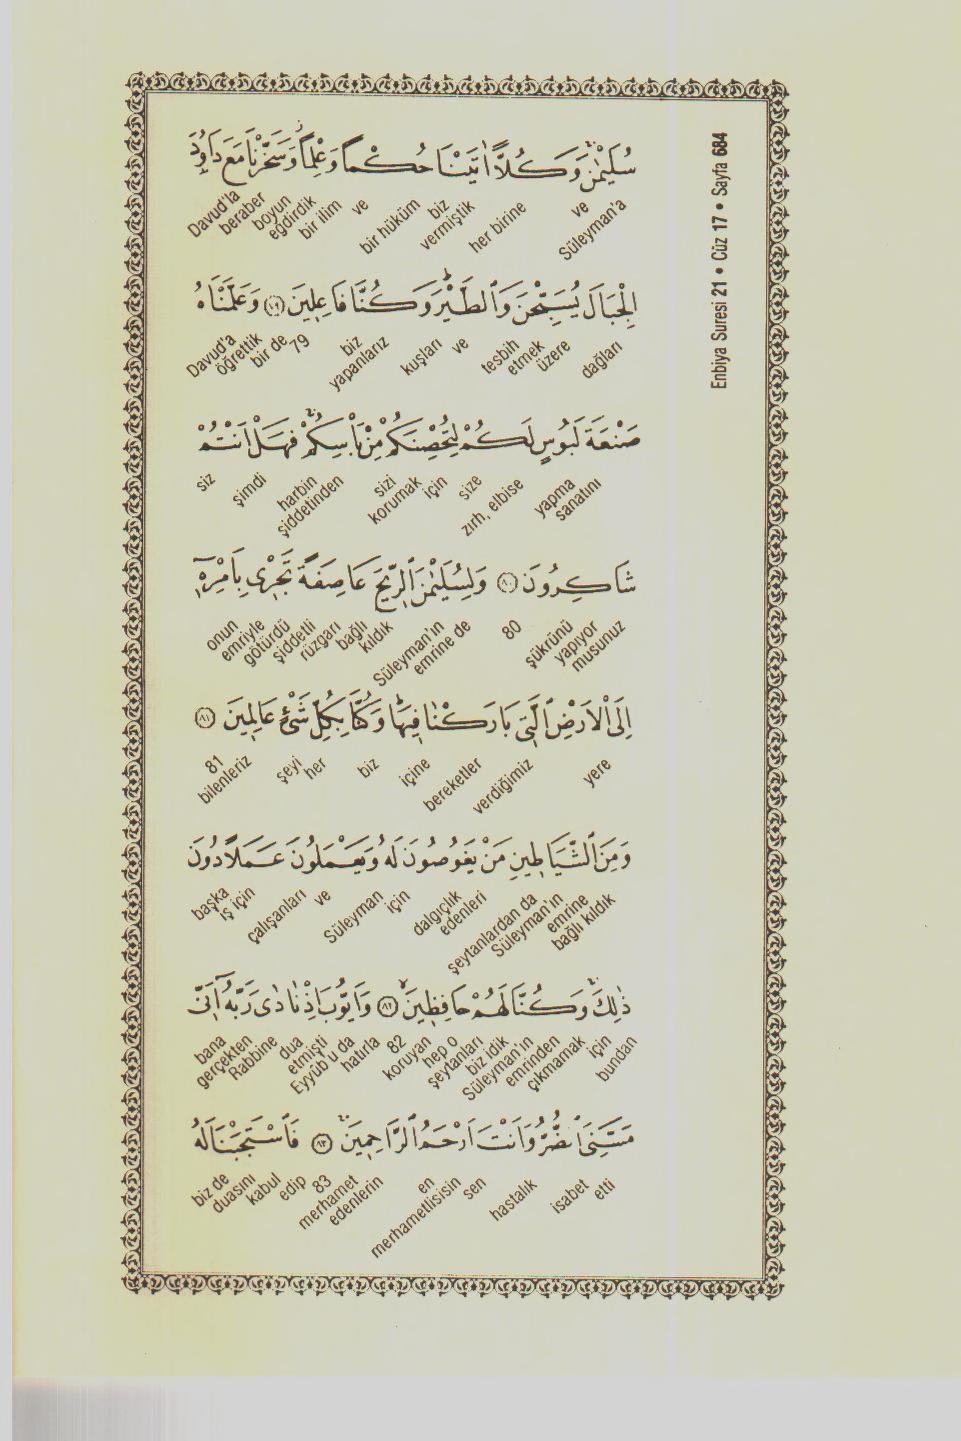 Enbiya Suresi 21 • Cüz 17 • Sayfa 684
سُلَيْمٰنَۚ وَكُلًّا اٰتَيْنَا حُكْمًا وَعِلْمًاۘ وَسَخَّرْنَا مَعَ دَاوُ۫دَ
Süleyman'a ve her birine vermiştik biz bir hüküm ve bir ilim boyun eğdirdik beraber Davud'la
الْجِبَالَ يُسَبِّحْنَ وَالطَّيْرَۜ وَكُنَّا فَاعِل۪ينَ ﴿٧٩﴾ وَعَلَّمْنَاهُ
dağları tesbih etmek üzere ve kuşları yapanlarız biz 79 bir de Davud'a öğrettik
صَنْعَةَ لَبُوسٍ لَكُمْ لِتُحْصِنَكُمْ مِنْ بَأْسِكُمْۚ فَهَلْ اَنْتُمْ
yapma sanatını zırh, elbise size için korumak sizi harbin şiddetinden şimdi siz
شَاكِرُونَ ﴿٨٠﴾ وَلِسُلَيْمٰنَ الرّ۪يحَ عَاصِفَةً تَجْر۪ي بِاَمْرِه۪ٓ
şükrünü yapıyor musunuz 80 Süleyman'ın emrine de bağlı kıldık rüzgarı şiddetli götürdü onun emriyle
اِلَى الْاَرْضِ الَّت۪ي بَارَكْنَا ف۪يهَاۜ وَكُنَّا بِكُلِّ شَيْءٍ عَالِم۪ينَ ﴿٨١﴾
yere verdiğimiz bereketler içine biz her şeyi bilenleriz 81
وَمِنَ الشَّيَاط۪ينِ مَنْ يَغُوصُونَ لَهُ وَيَعْمَلُونَ عَمَلًا دُونَ
şeytanlardan da Süleyman'ın emrine bağlı kıldık dalgıçlık edenleri için Süleyman ve çalışanları iş için başka
ذٰلِكَۚ وَكُنَّا لَهُمْ حَافِظ۪ينَۙ ﴿٨٢﴾ وَاَيُّوبَ اِذْ نَادٰى رَبَّهُٓ اَنّ۪ي
bundan için Süleyman'ın emrinden çıkmamak hep o şeytanları biz idik koruyan 82 hatırla Eyyüb'u da dua etmişti Rabbine gerçekten bana
مَسَّنِيَ الضُّرُّ وَاَنْتَ اَرْحَمُ الرَّاحِم۪ينَۚ ﴿٨٣﴾ فَاسْتَجَبْنَا لَهُ
isabet etti hastalık sen en merhametlisisin merhamet edenlerin 83 biz de duasını kabul edip